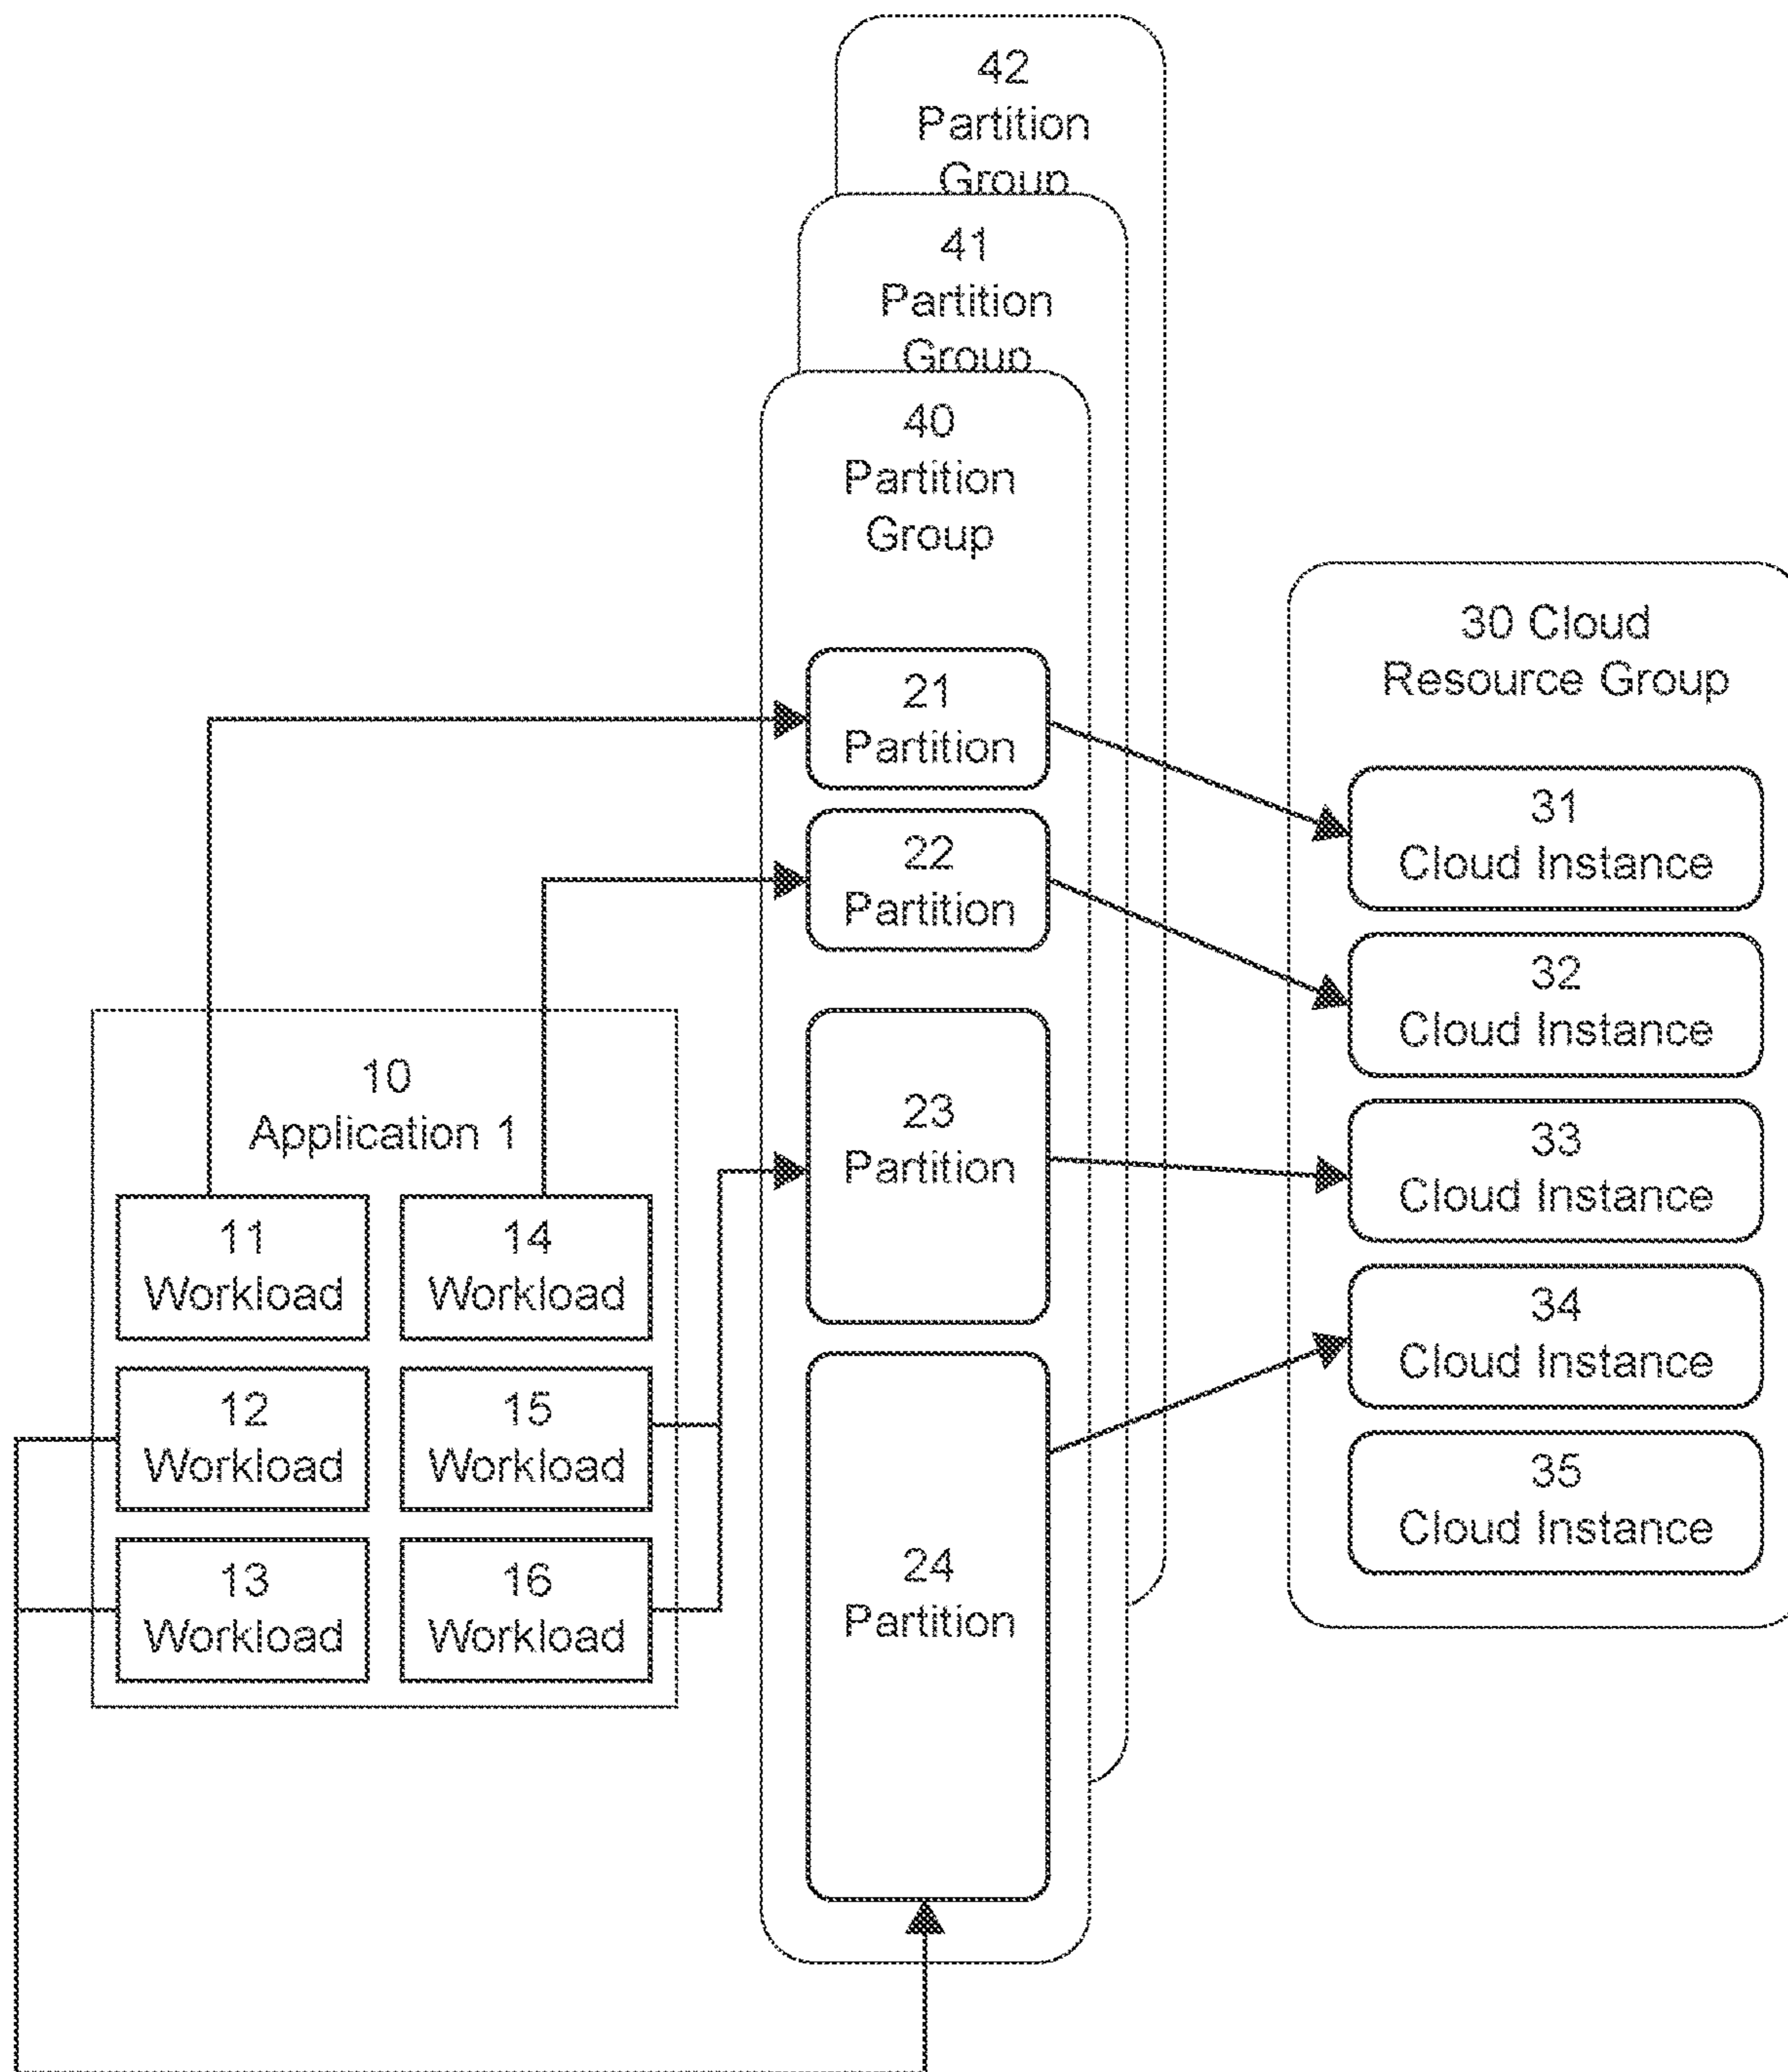 42
Partition
Group
41
Partition
Group
40
Partition
Group
21
Partition
22
Partition
23
Partition
24
Partition
30 Cloud
Resource Group
31
Cloud Instance
32
Cloud Instance
33
Cloud Instance
34
Cloud Instance
35
Cloud Instance
10
Application 1
11
Workload
14
Workload
12
Workload
15
Workload
13
Workload
16
Workload